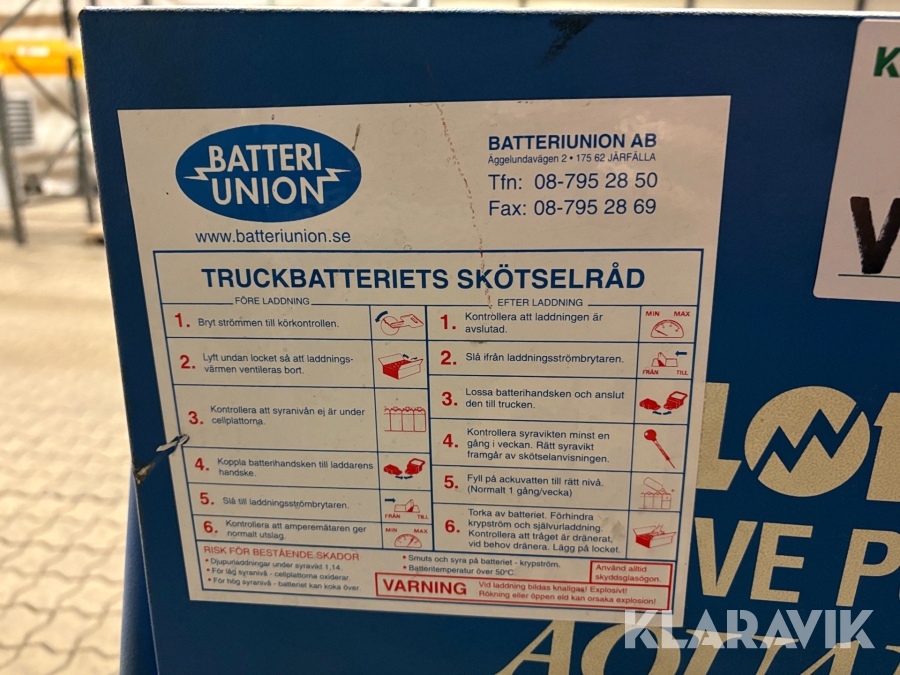 BATTERI
UNION
www.batteriunion.se
BATTERIUNION AB
Äggelundavägen 2 • 175 62 JÄRFÄLLA
Tfn: 08-795 28 50
Fax: 08-795 28 69
TRUCKBATTERIETS SKÖTSELRÅD
FÖRE LADDNING
1. Bryt strömmen till körkontrollen.
2. Lyft undan locket så att laddnings-
värmen ventileras bort.
3. Kontrollera att syranivån ej är under
cellplattorna.
4. Koppla batterihandsken till laddarens
handske.
5. Slå till laddningsströmbrytaren.
FRÅN TILL
6. Kontrollera att amperemätaren ger
normalt utslag.
MIN MAX
EFTER LADDNING
1. Kontrollera att laddningen är
avslutad.
MIN MAX
2. Slå ifrån laddningsströmbrytaren.
FRÅN TILL
3. Lossa batterihandsken och anslut
den till trucken.
4. Kontrollera syravikten minst en
gång i veckan. Rätt syravikt
framgår av skötselanvisningen.
5. Fyll på ackuvatten till rätt nivå.
(Normalt 1 gång/vecka)
6. Torka av batteriet. Förhindra
krypström och självurladdning.
Kontrollera att tråget är dränerat,
vid behov dränera. Lägg på locket.
RISK FÖR BESTÅENDE SKADOR
• Djupurladdningar under syravikt 1,14.
• För låg syranivå - cellplattorna oxiderar.
• För hög syranivå - batteriet kan koka över.
• Smuts och syra på batteriet - krypström.
• Batteritemperatur över 50°C.
Använd alltid
skyddsglasögon.
VARNING
Vid laddning bildas knallgas! Explosivt!
Rökning eller öppen eld kan orsaka explosion!
K
V
LO
VE P
AQUA
KLARAVIK